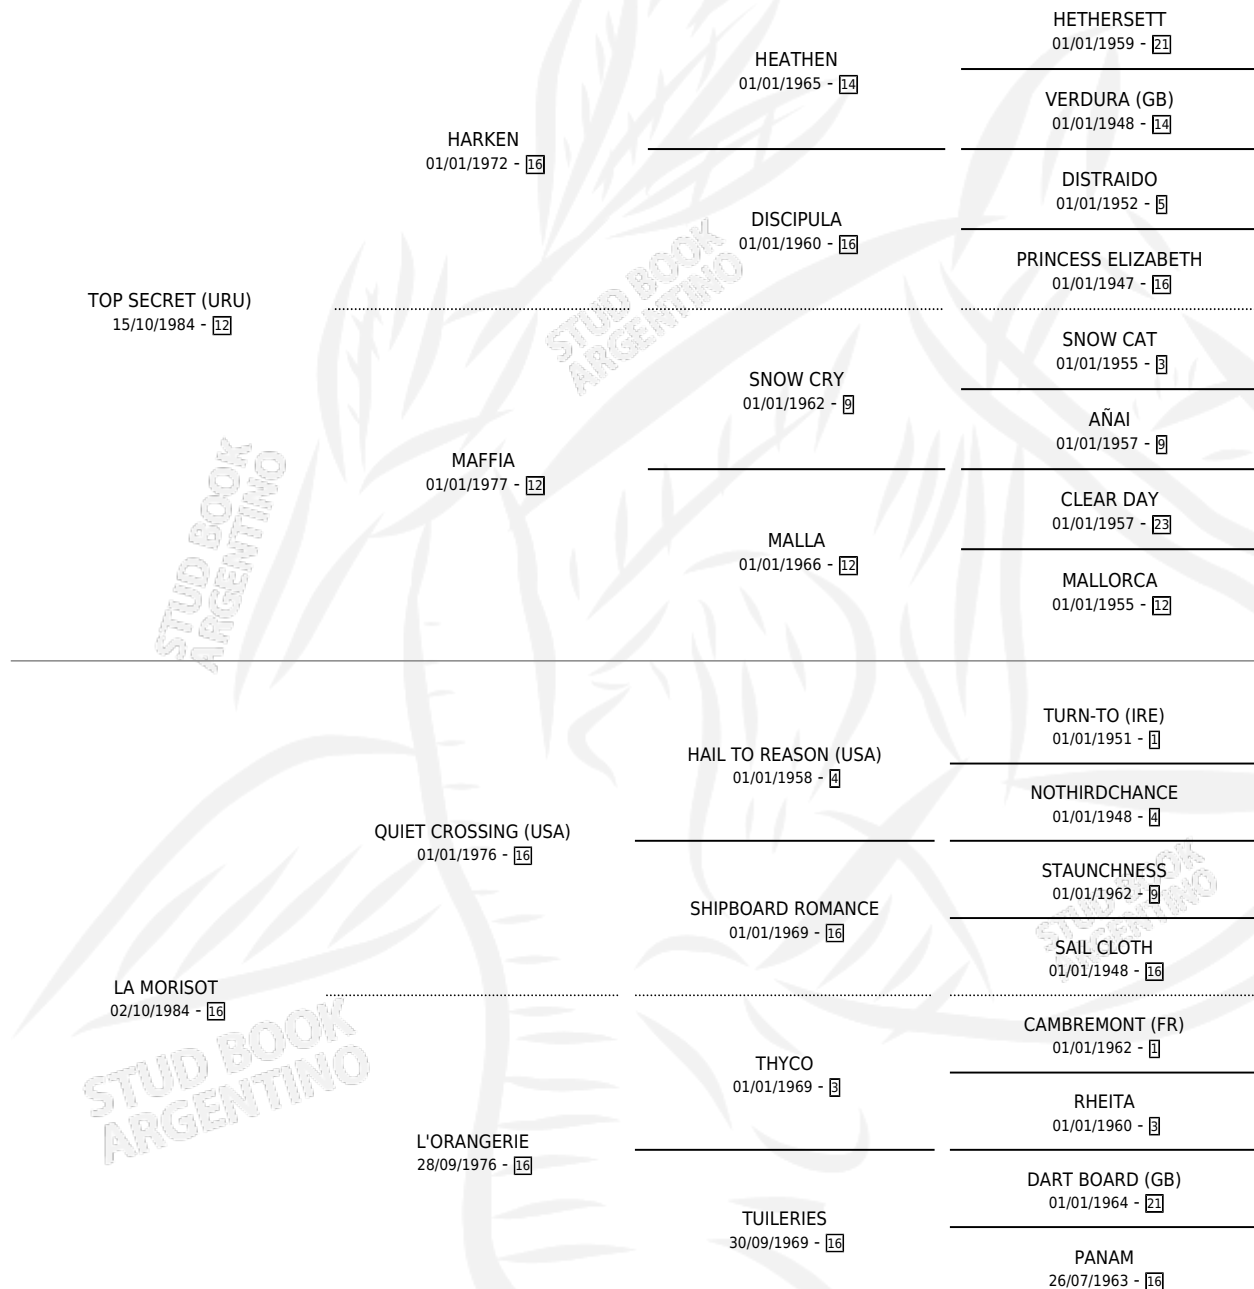 HETHERSETT
01/01/1959 - 21
HEATHEN
01/01/1965 - 14
VERDURA (GB)
01/01/1948 - 14
HARKEN
01/01/1972 - 16
DISTRAIDO
01/01/1952 - 5
DISCIPULA
01/01/1960 - 16
PRINCESS ELIZABETH
01/01/1947 - 16
TOP SECRET (URU)
15/10/1984 - 12
SNOW CAT
01/01/1955 - 3
SNOW CRY
01/01/1962 - 9
AÑAI
01/01/1957 - 9
MAFFIA
01/01/1977 - 12
CLEAR DAY
01/01/1957 - 23
MALLA
01/01/1966 - 12
MALLORCA
01/01/1955 - 12
TURN-TO (IRE)
01/01/1951 - 1
HAIL TO REASON (USA)
01/01/1958 - 4
NOTHIRDCHANCE
01/01/1948 - 4
QUIET CROSSING (USA)
01/01/1976 - 16
STAUNCHNESS
01/01/1962 - 9
SHIPBOARD ROMANCE
01/01/1969 - 16
SAIL CLOTH
01/01/1948 - 16
LA MORISOT
02/10/1984 - 16
CAMBREMONT (FR)
01/01/1962 - 1
THYCO
01/01/1969 - 3
RHEITA
01/01/1960 - 3
L'ORANGERIE
28/09/1976 - 16
DART BOARD (GB)
01/01/1964 - 21
TUILERIES
30/09/1969 - 16
PANAM
26/07/1963 - 16
STUD BOOK
ARGENTINO
STUD BOOK
ARGENTINO
STUD BOOK
ARGENTINO
STUD BOOK
ARGENTINO